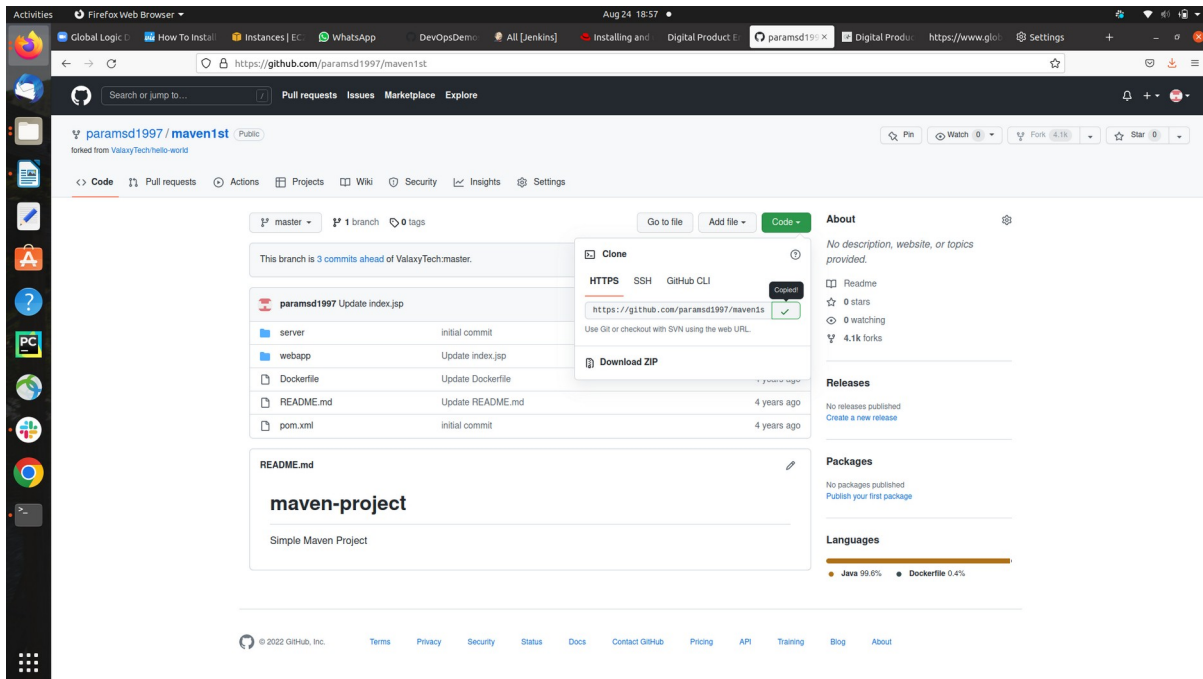 Activities Firefox Web Browser Aug 24 18:57
Global Logic D How To Install Instances | EC WhatsApp DevOpsDemo All [Jenkins] Installing and Digital Product E paramsd199 Digital Produc https://www.glob Settings
https://github.com/paramsd1997/maven1st
Search or jump to... / Pull requests Issues Marketplace Explore
paramsd1997 / maven1st Public Pin Watch 0 Fork 4.1k Star 0
forked from ValaxyTech/hello-world
Code Pull requests Actions Projects Wiki Security Insights Settings
master 1 branch 0 tags Go to file Add file Code
This branch is 3 commits ahead of ValaxyTech:master.
paramsd1997 Update index.jsp
server initial commit
webapp Update index.jsp
Dockerfile Update Dockerfile years ago
README.md Update README.md 4 years ago
pom.xml initial commit 4 years ago
Clone
HTTPS SSH GitHub CLI
Copied!
https://github.com/paramsd1997/maven1s
Use Git or checkout with SVN using the web URL.
Download ZIP
README.md
maven-project
Simple Maven Project
About
No description, website, or topics
provided.
Readme
0 stars
0 watching
4.1k forks
Releases
No releases published
Create a new release
Packages
No packages published
Publish your first package
Languages
Java 99.6% Dockerfile 0.4%
© 2022 GitHub, Inc. Terms Privacy Security Status Docs Contact GitHub Pricing API Training Blog About
PC